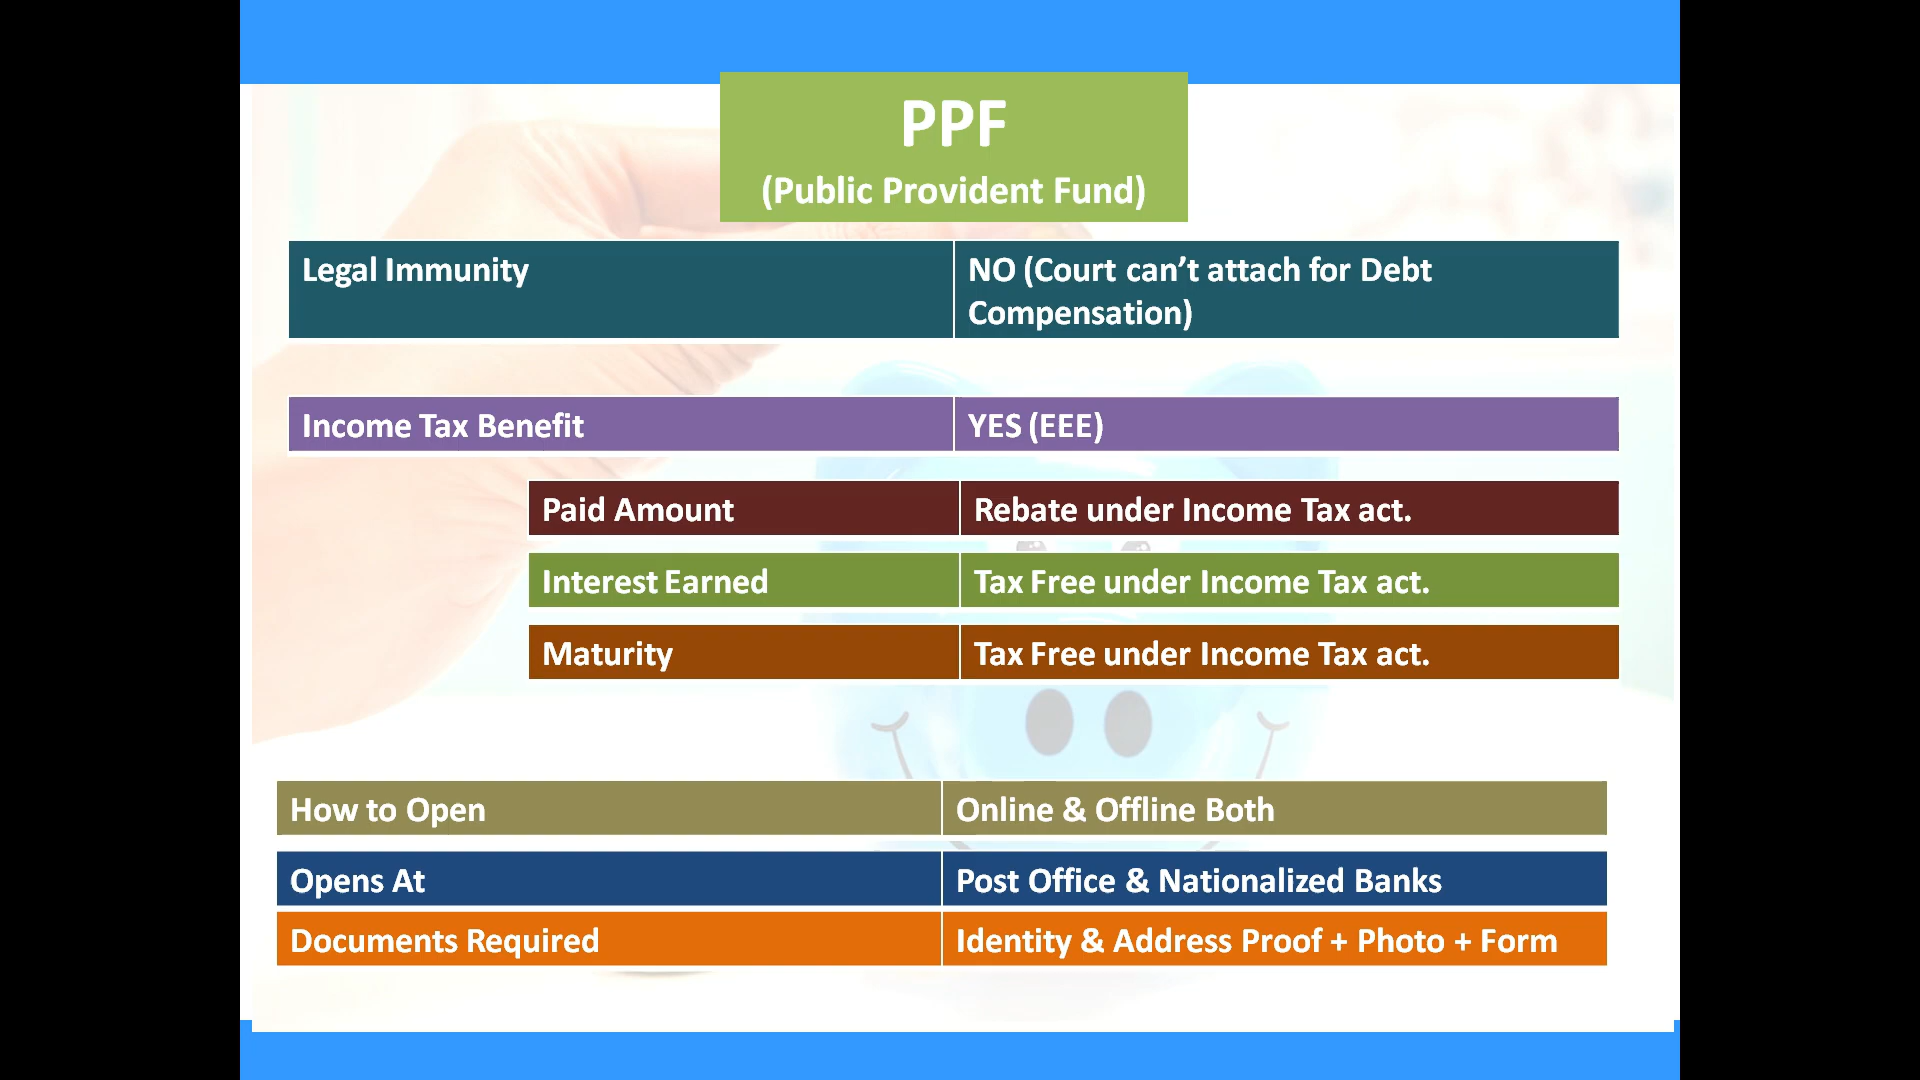 PPF
(Public Provident Fund)
Legal Immunity
NO (Court can't attach for Debt
Compensation)
Income Tax Benefit
YES (EEE)
Paid Amount
Rebate under Income Tax act.
Interest Earned
Tax Free under Income Tax act.
Maturity
Tax Free under Income Tax act.
How to Open
Online & Offline Both
Opens At
Post Office & Nationalized Banks
Documents Required
Identity & Address Proof + Photo + Form